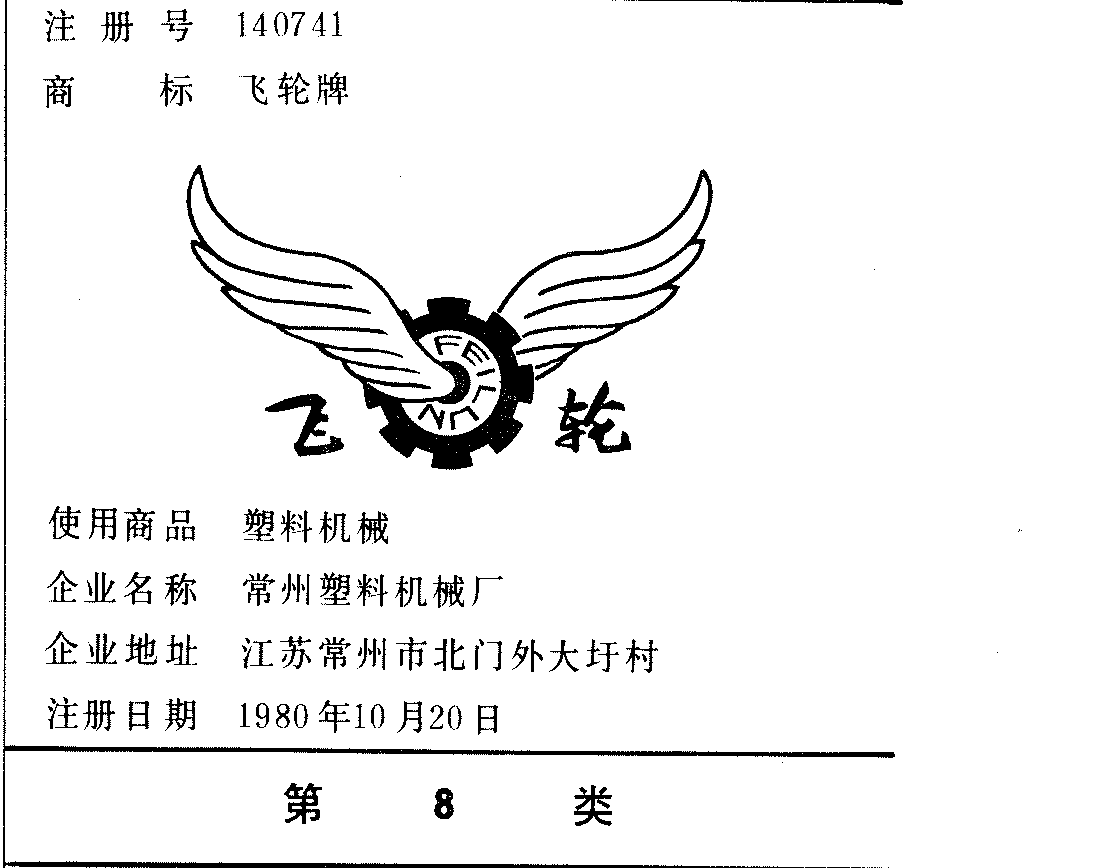 注册号 140741
商标 飞轮牌
FEILUN
飞轮
使用商品 塑料机械
企业名称 常州塑料机械厂
企业地址 江苏常州市北门外大圩村
注册日期 1980年10月20日
第 8 类